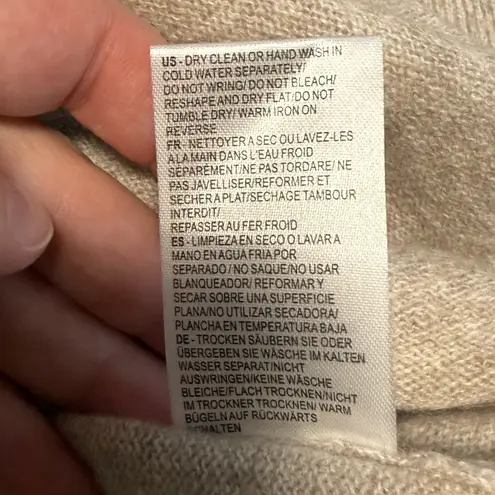 US - DRY CLEAN OR HAND WASH IN
COLD WATER SEPARATELY/
DO NOT WRING/ DO NOT BLEACH/
RESHAPE AND DRY FLAT/DO NOT
TUMBLE DRY/ WARM IRON ON
REVERSE
FR - NETTOYER A SEC OU LAVEZ-LES
A LA MAIN DANS L'EAU FROID
SEPAREMENT/NE PAS TORDARE/ NE
PAS JAVELLISER/REFORMER ET
SECHER A PLAT/SECHAGE TAMBOUR
INTERDIT/
REPASSER AU FER FROID
ES - LIMPIEZA EN SECO O LAVAR A
MANO EN AGUA FRIA POR
SEPARADO / NO SAQUE/NO USAR
BLANQUEADOR/ REFORMAR Y
SECAR SOBRE UNA SUPERFICIE
PLANA/NO UTILIZAR SECADORA/
PLANCHA EN TEMPERATURA BAJA
DE - TROCKEN SÄUBERN SIE ODER
ÜBERGEBEN SIE WÄSCHE IM KALTEN
WASSER SEPARAT/NICHT
AUSWRINGEN/KEINE WÄSCHE
BLEICHE/FLACH TROCKNEN/NICHT
IM TROCKNER TROCKNEN/ WARM
BÜGELN AUF RÜCKWÄRTS
SCHALTEN